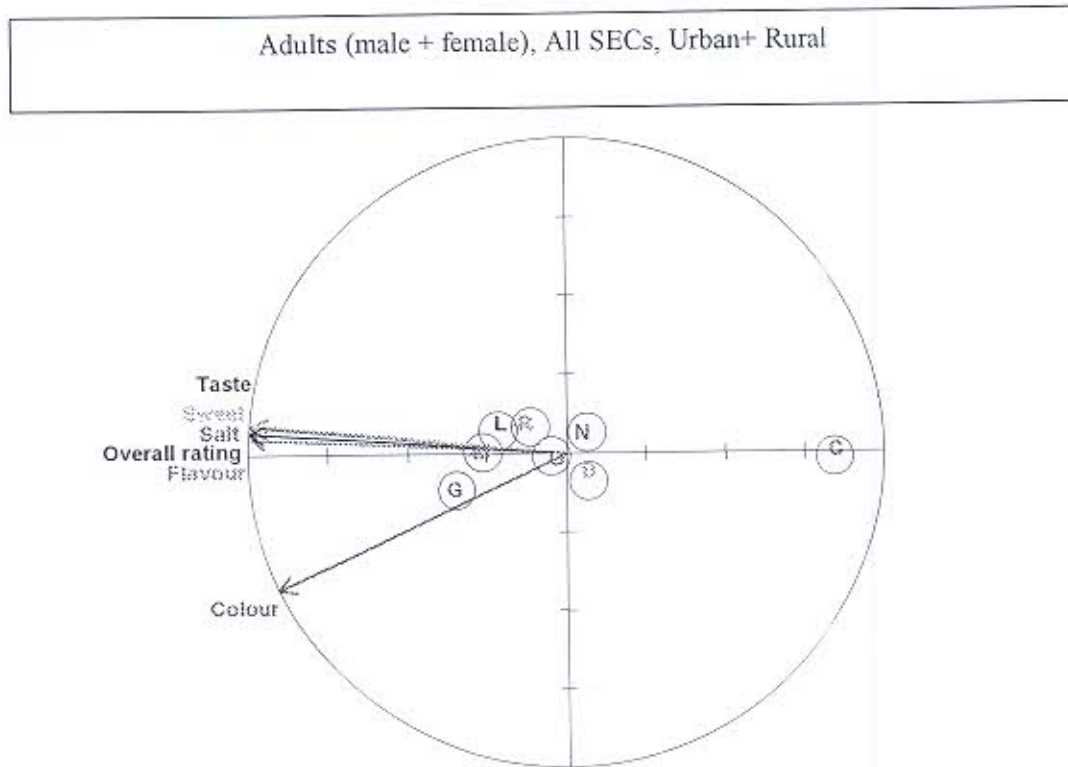 Adults (male + female), All SECs, Urban+ Rural
Taste
Sweet
Salt
Overall rating
Flavour
Colour
L
R
N
G
C